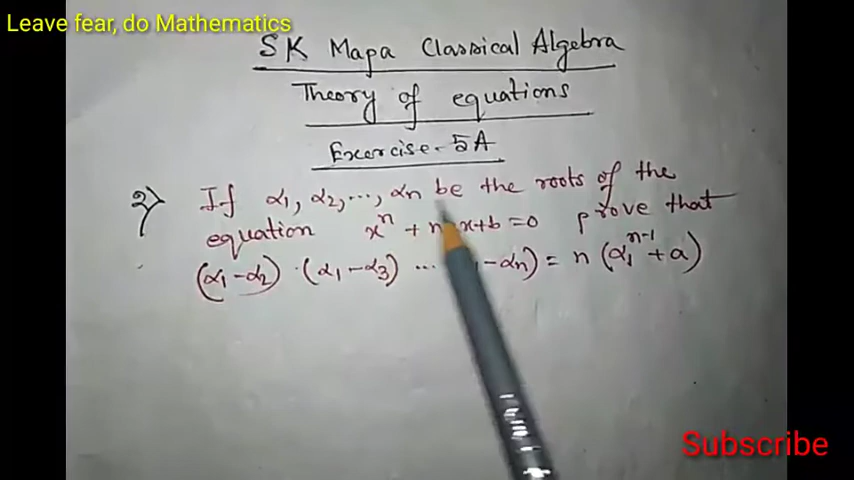 Leave fear, do Mathematics
SK Mapa Classical Algebra
Theory of equations
Exercise-5A
2) If α₁, α₂, ..., αn be the roots of the
equation xⁿ + n x+b =0 prove that
(α₁-α₂) · (α₁-α₃) ... -αn) = n (α₁ⁿ⁻¹ + a)
Subscribe